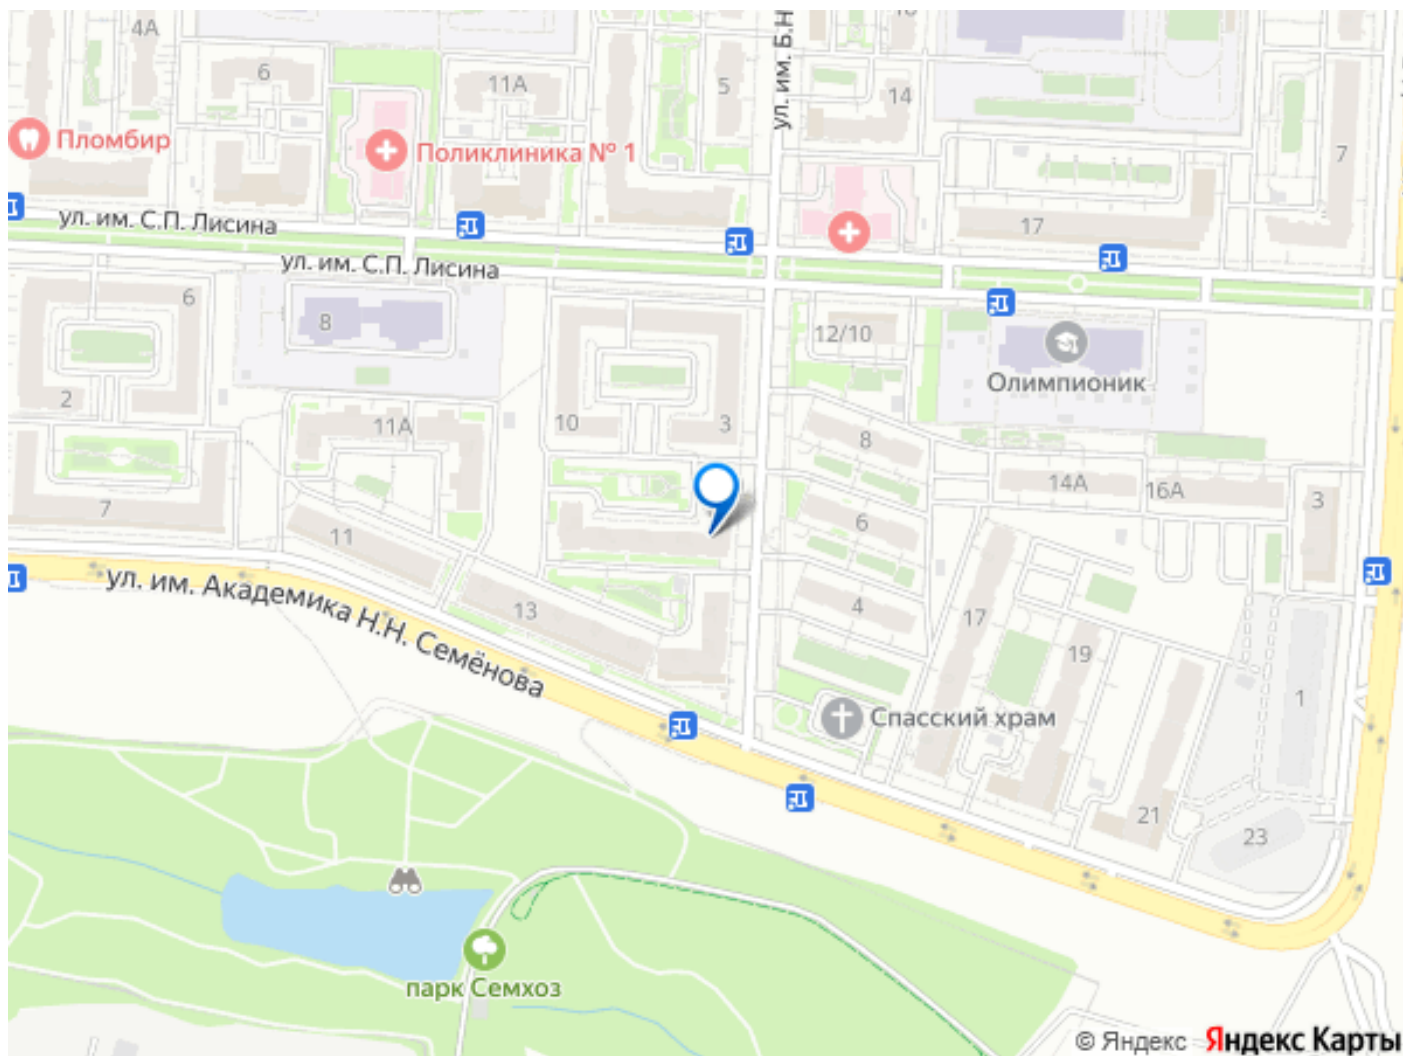 4А
6
11А
5
ул. им. Б.Н
14
Пломбир
Поликлиника № 1
7
ул. им. С.П. Лисина
17
ул. им. С.П. Лисина
6
8
12/10
Олимпионик
2
11А
10
3
8
14А
16А
3
7
11
6
ул. им. Академика Н.Н. Семёнова
13
4
17
19
1
Спасский храм
21
23
парк Семхоз
© Яндекс Яндекс Карты